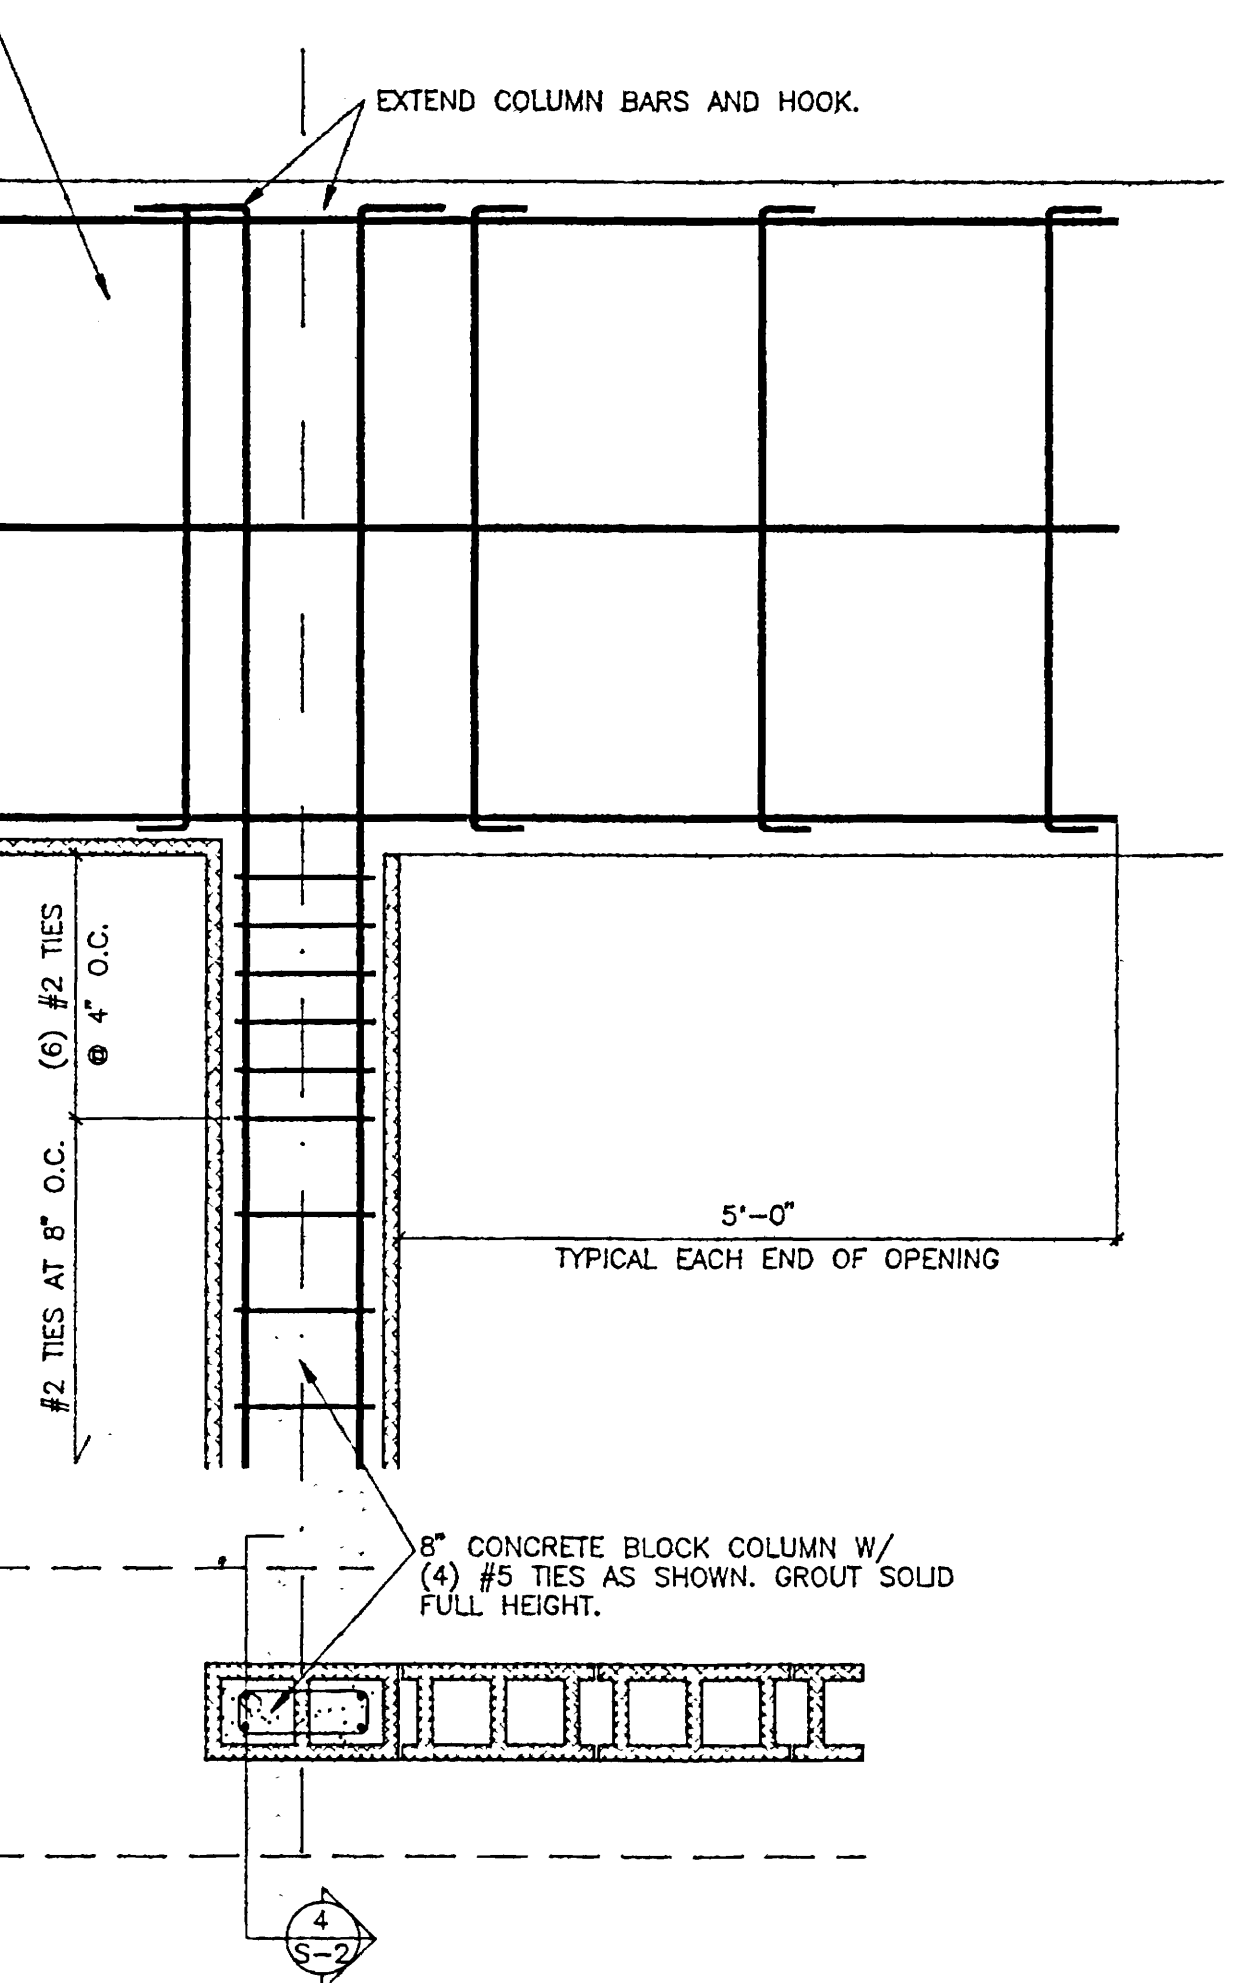 EXTEND COLUMN BARS AND HOOK.
(6) #2 TIES
@ 4" O.C.
#2 TIES AT 8" O.C.
5'-0"
TYPICAL EACH END OF OPENING
8" CONCRETE BLOCK COLUMN W/
(4) #5 TIES AS SHOWN. GROUT SOLID
FULL HEIGHT.
4
S-2